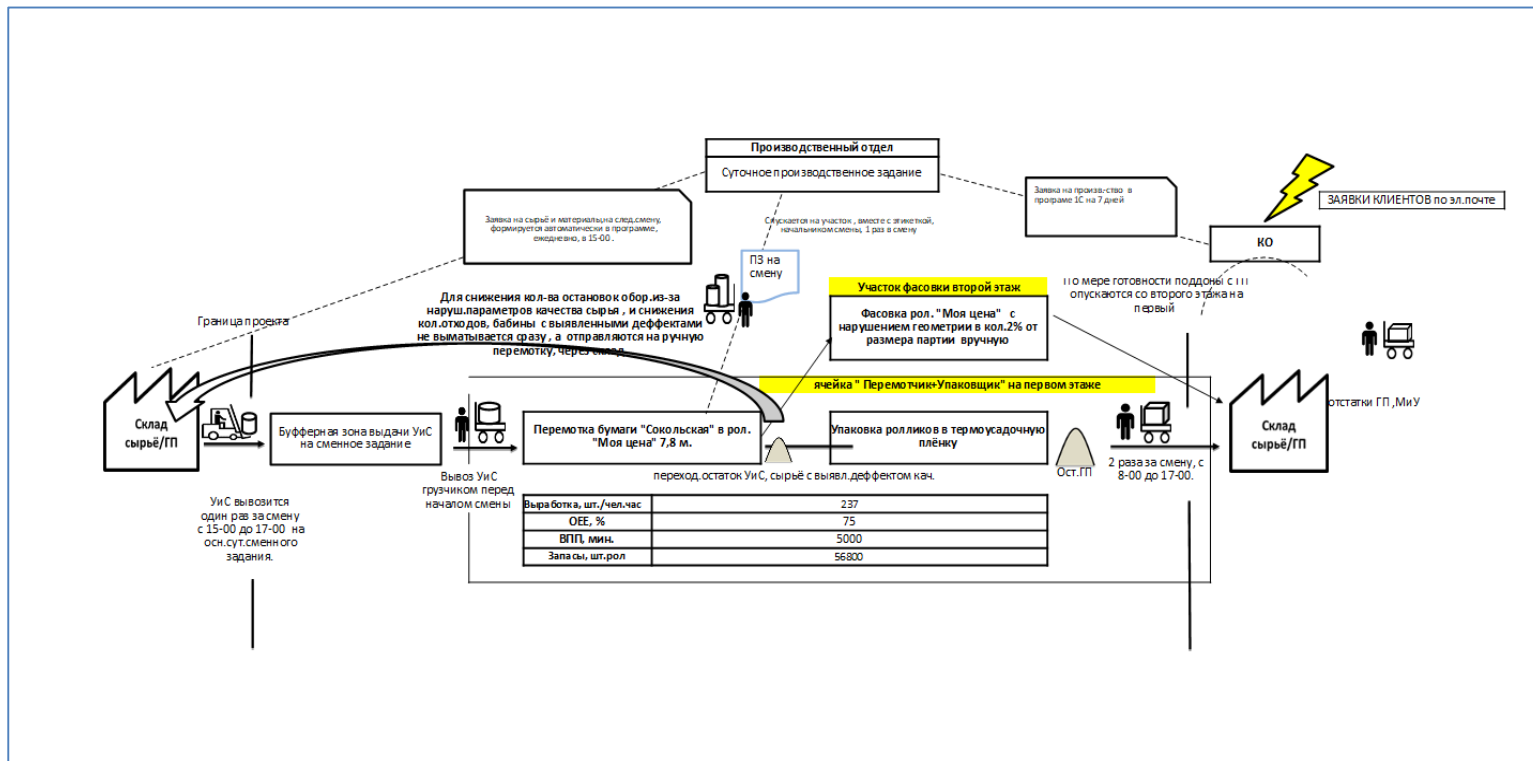 Производственный отдел
Суточное производственное задание
Заявка на сырьё и материалы,на след.смену,
формируется автоматически в программе,
ежедневно, в 15-00 .
Спускается на участок , вместе с этикеткой,
начальником смены, 1 раз в смену
Заявка на произв.-ство в
програме 1С на 7 дней
ЗАЯВКИ КЛИЕНТОВ по эл.почте
КО
ПЗ на
смену
По мере готовности поддоны с ГП
опускаются со второго этажа на
первый
Участок фасовки второй этаж
Фасовка рол. "Моя цена" с
нарушением геометрии в кол.2% от
размера партии вручную
Для снижения кол-ва остановок обор.из-за
наруш.параметров качества сырья , и снижения
кол.отходов, бабины с выявленными деффектами
не выматывается сразу , а отправляются на ручную
перемотку, через склад
Граница проекта
ячейка " Перемотчик+Упаковщик" на первом этаже
Склад
сырьё/ГП
Буфферная зона выдачи УиС
на сменное задание
Перемотка бумаги "Сокольская" в рол.
"Моя цена" 7,8 м.
Упаковка ролликов в термоусадочную
плёнку
Склад
сырьё/ГП
отстатки ГП ,МиУ
Вывоз УиС
грузчиком перед
началом смены
переход.остаток УиС, сырьё с выявл.деффектом кач.
Ост.ГП
2 раза за смену, с
8-00 до 17-00.
УиС вывозится
один раз за смену
с 15-00 до 17-00 на
осн.сут.сменного
задания.
Выработка, шт./чел.час 237
OEE, % 75
ВПП, мин. 5000
Запасы, шт.рол 56800